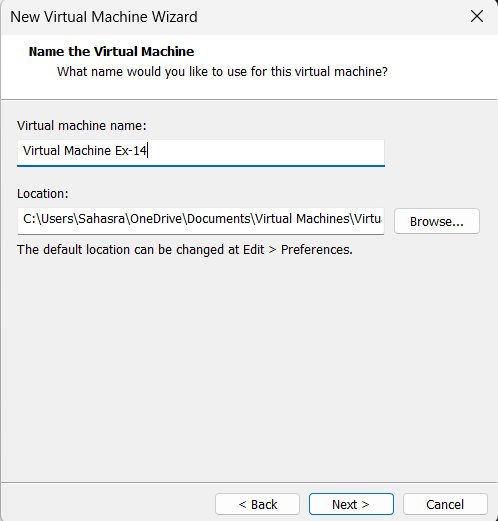 New Virtual Machine Wizard
Name the Virtual Machine
What name would you like to use for this virtual machine?
Virtual machine name:
Virtual Machine Ex-14
Location:
C:\Users\Sahasra\OneDrive\Documents\Virtual Machines\Virtu
Browse...
The default location can be changed at Edit > Preferences.
< Back
Next >
Cancel